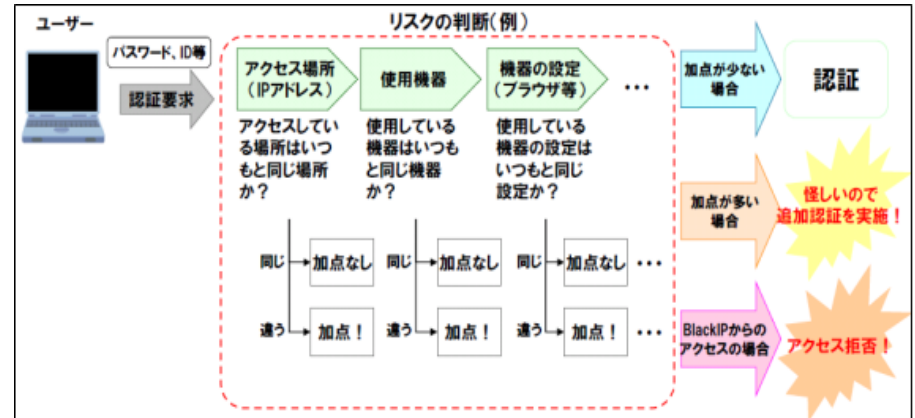 ユーザー
パスワード、ID等
認証要求
リスクの判断(例)
アクセス場所
(IPアドレス)
使用機器
機器の設定
(ブラウザ等)
・・・
アクセスしてい
る場所はいつ
もと同じ場所
か?
使用している
機器はいつも
と同じ機器
か?
使用している
機器の設定は
いつもと同じ
設定か?
同じ
加点なし
同じ
加点なし
同じ
加点なし
・・・
違う
加点!
違う
加点!
違う
加点!
・・・
加点が少ない
場合
認証
加点が多い
場合
怪しいので
追加認証を実施!
BlackIPからの
アクセスの場合
アクセス拒否!